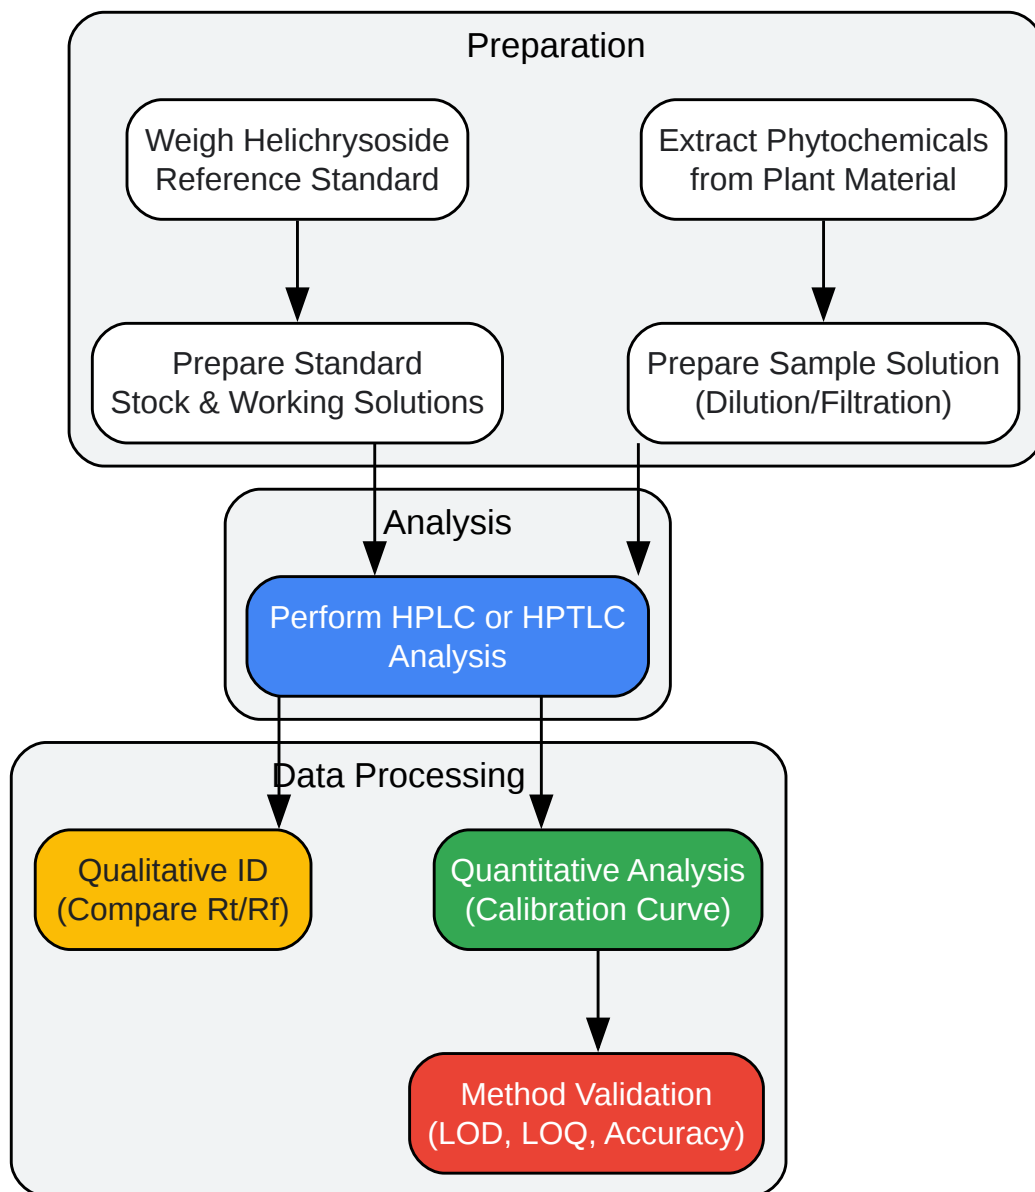 Preparation
Weigh Helichrysoside
Reference Standard
Extract Phytochemicals
from Plant Material
Prepare Standard
Stock & Working Solutions
Prepare Sample Solution
(Dilution/Filtration)
Analysis
Perform HPLC or HPTLC
Analysis
Data Processing
Qualitative ID
(Compare Rt/Rf)
Quantitative Analysis
(Calibration Curve)
Method Validation
(LOD, LOQ, Accuracy)